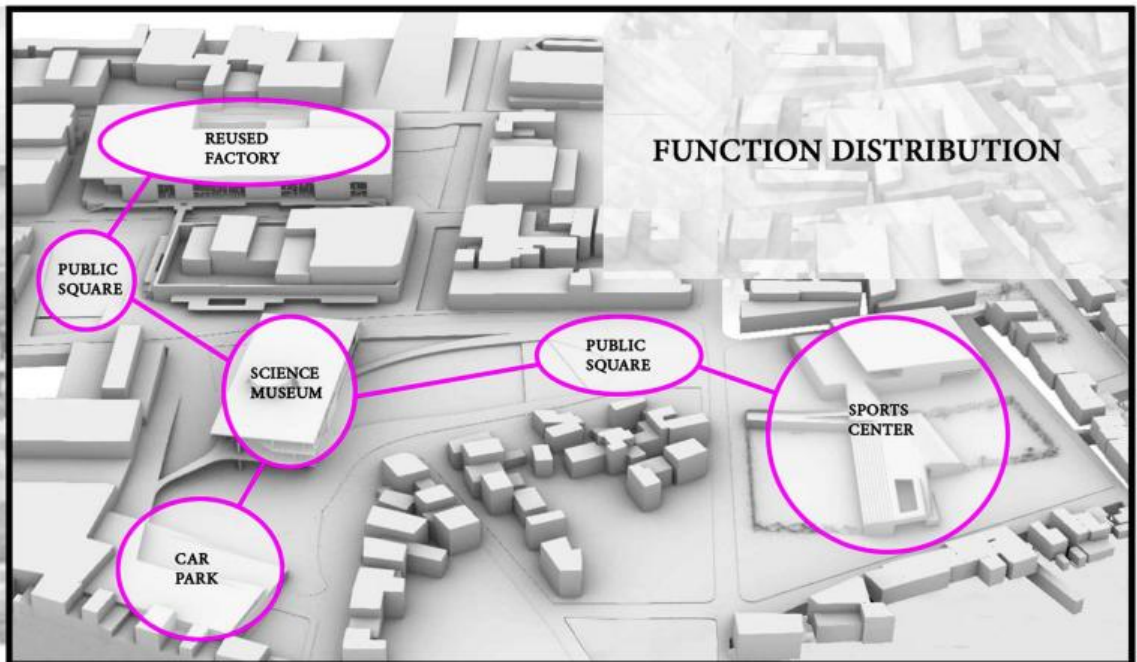 FUNCTION DISTRIBUTION
REUSED
FACTORY
PUBLIC
SQUARE
SCIENCE
MUSEUM
PUBLIC
SQUARE
SPORTS
CENTER
CAR
PARK